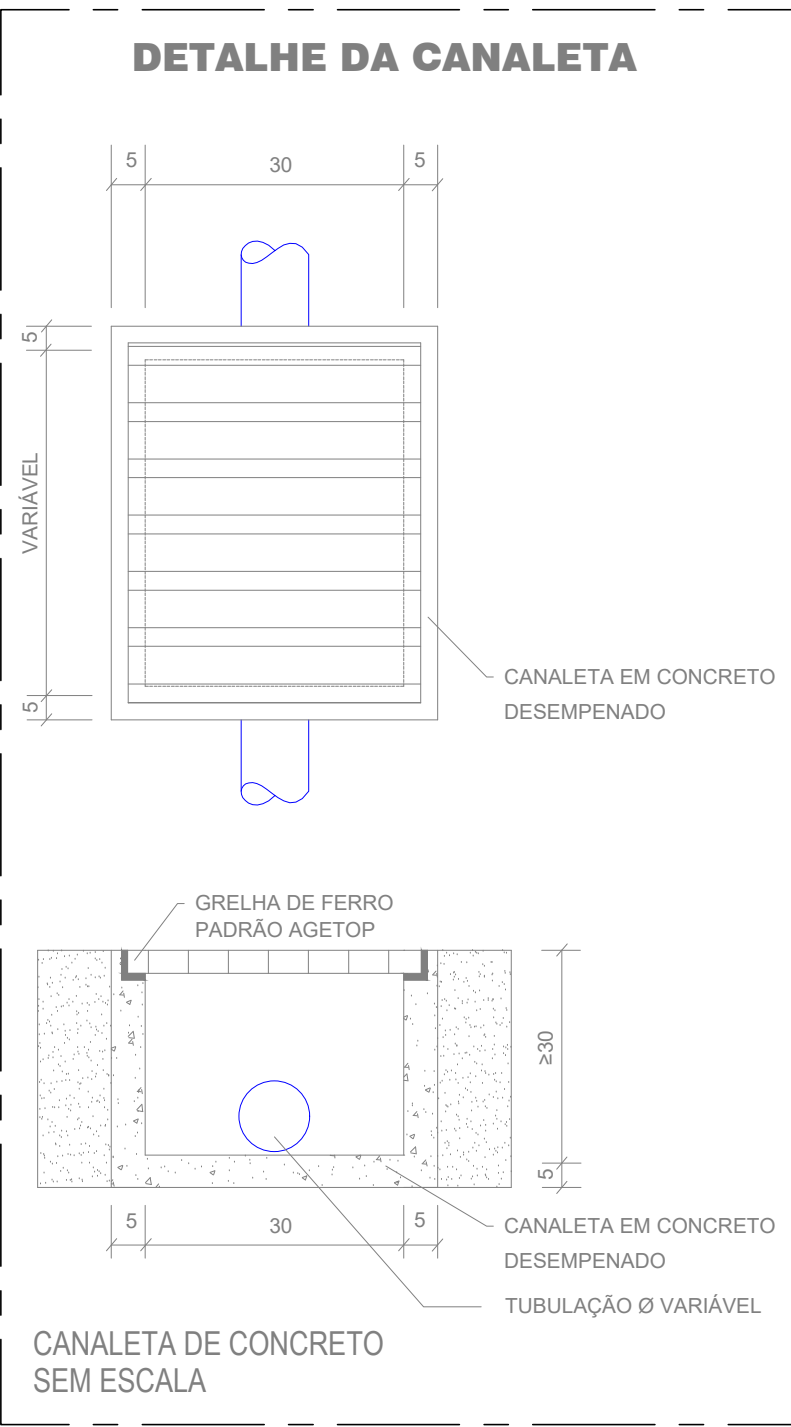 DETALHE DA CANALETA
5
30
5
5
VARIÁVEL
5
CANALETA EM CONCRETO
DESEMPENADO
GRELHA DE FERRO
PADRÃO AGETOP
≥30
5
5
30
5
CANALETA EM CONCRETO
DESEMPENADO
TUBULAÇÃO Ø VARIÁVEL
CANALETA DE CONCRETO
SEM ESCALA